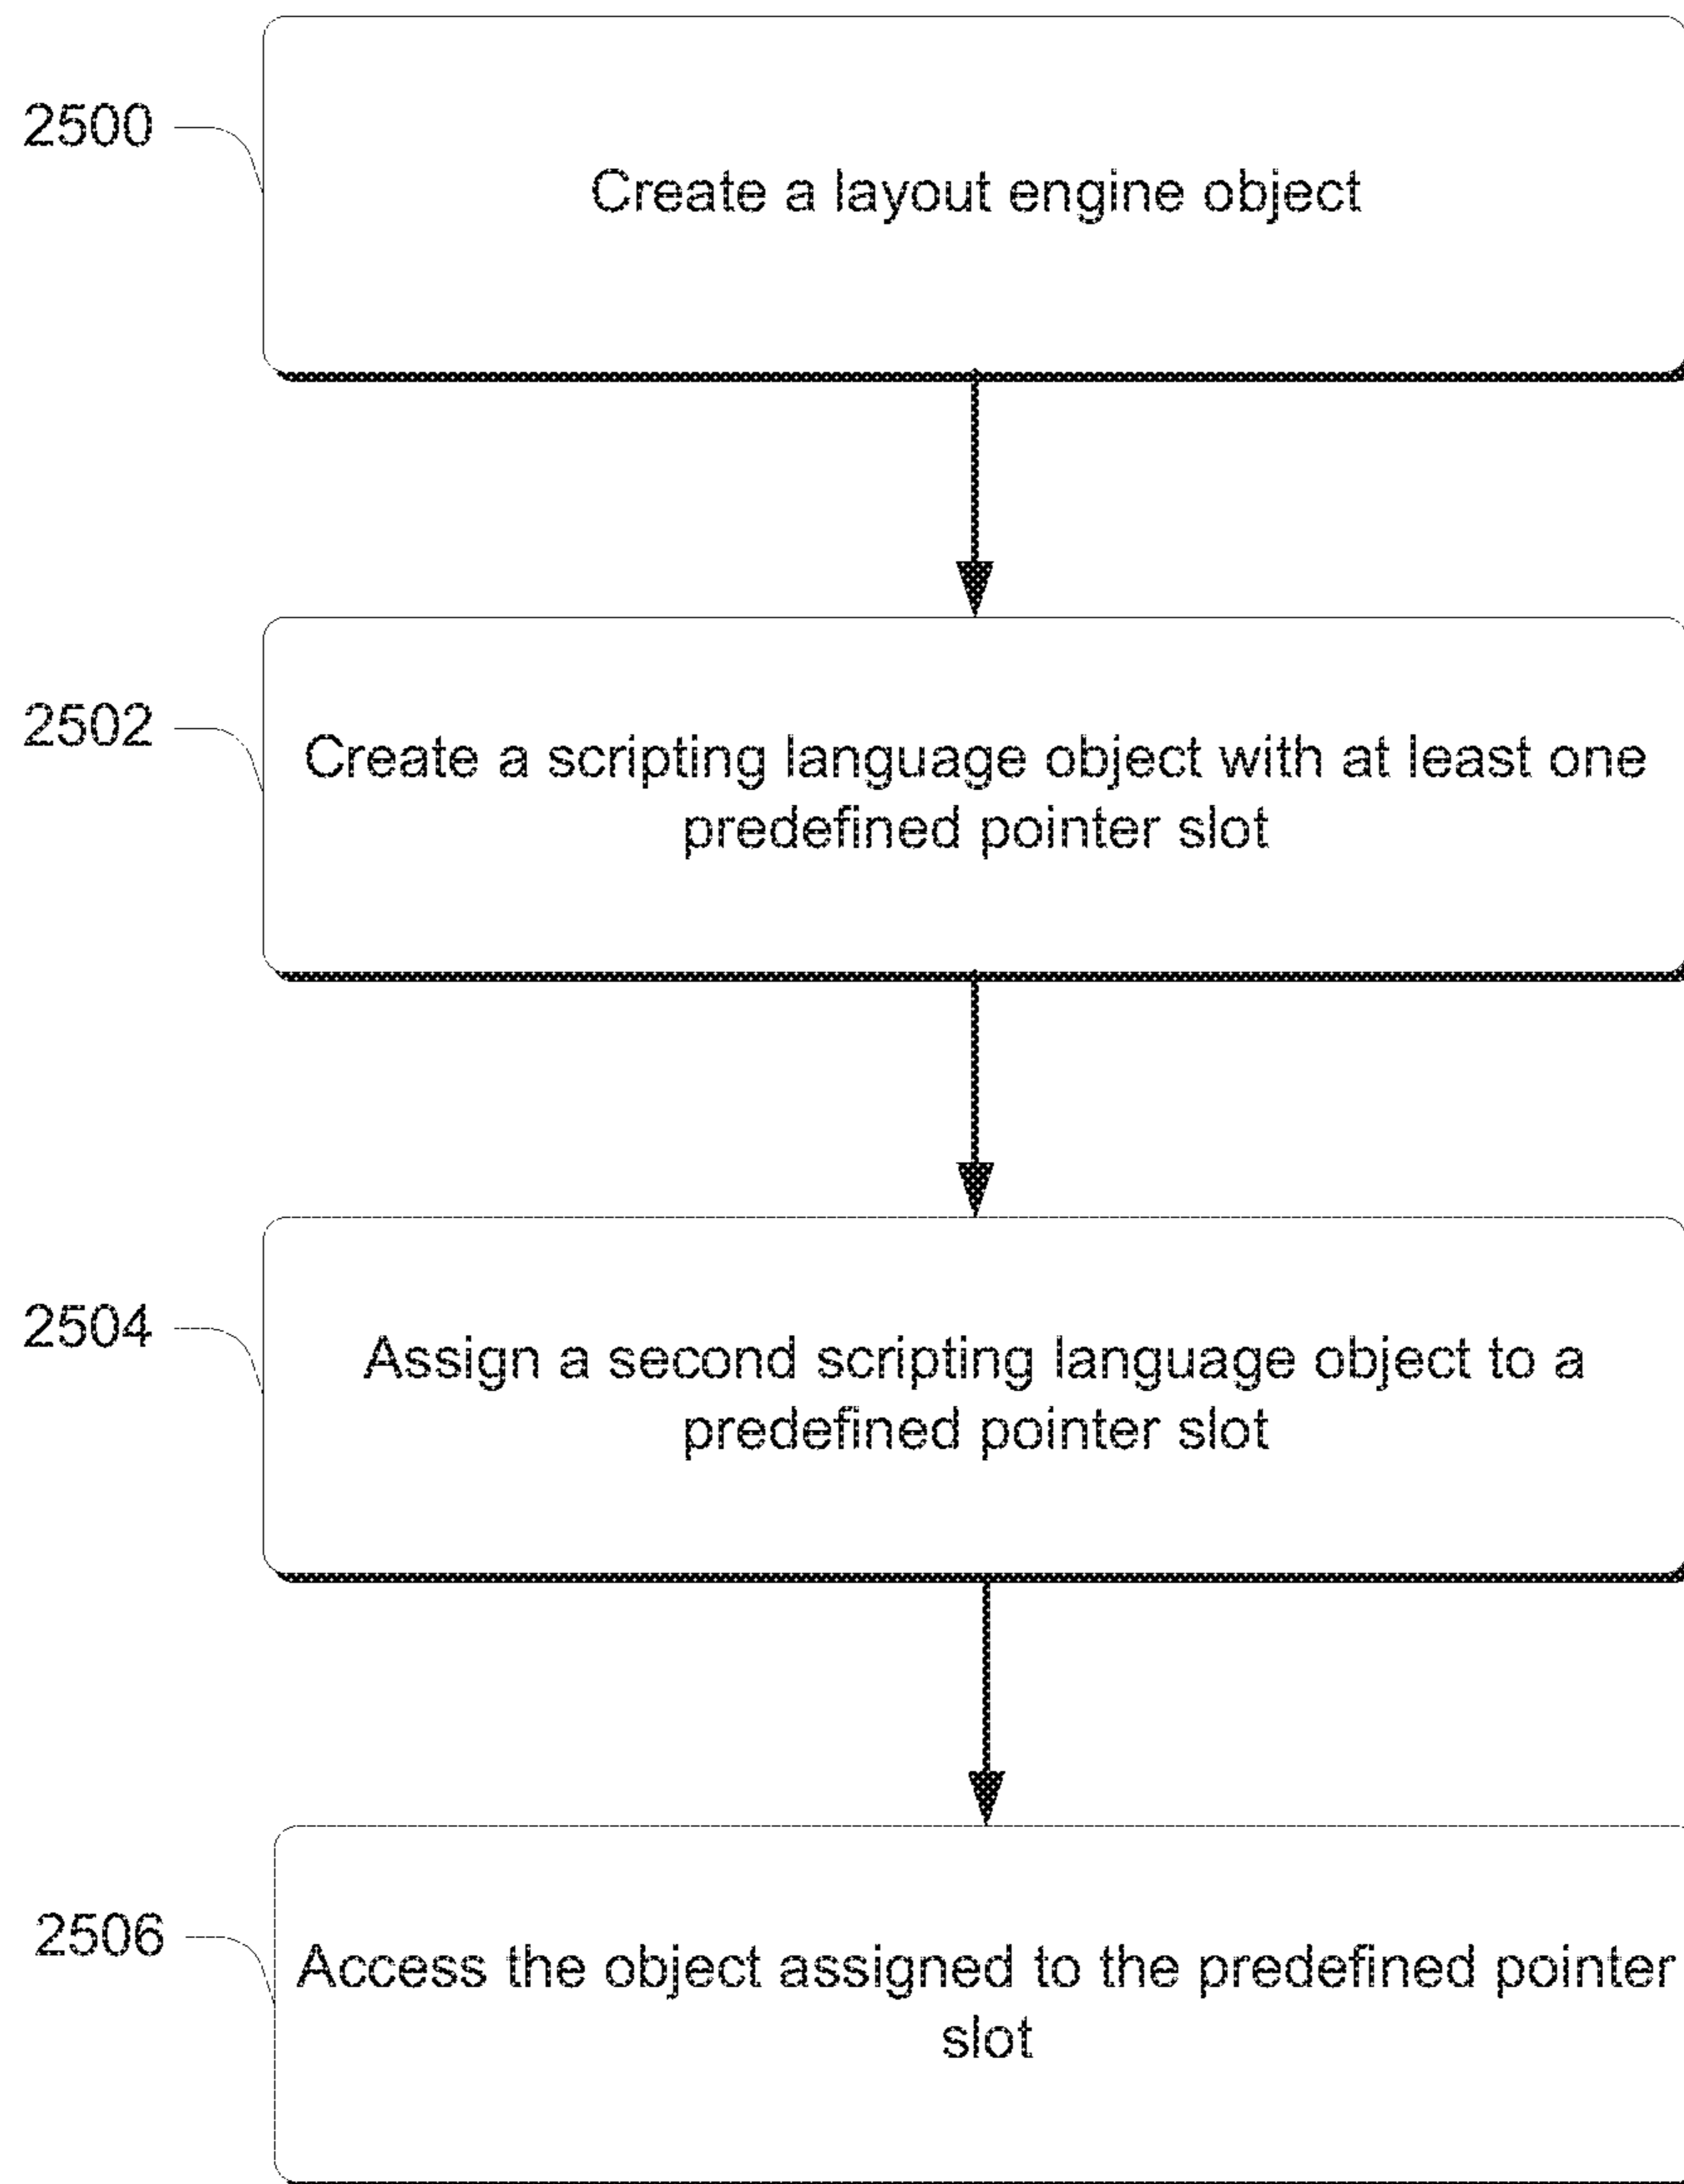 2500
Create a layout engine object
2502
Create a scripting language object with at least one
predefined pointer slot
2504
Assign a second scripting language object to a
predefined pointer slot
2506
Access the object assigned to the predefined pointer
slot